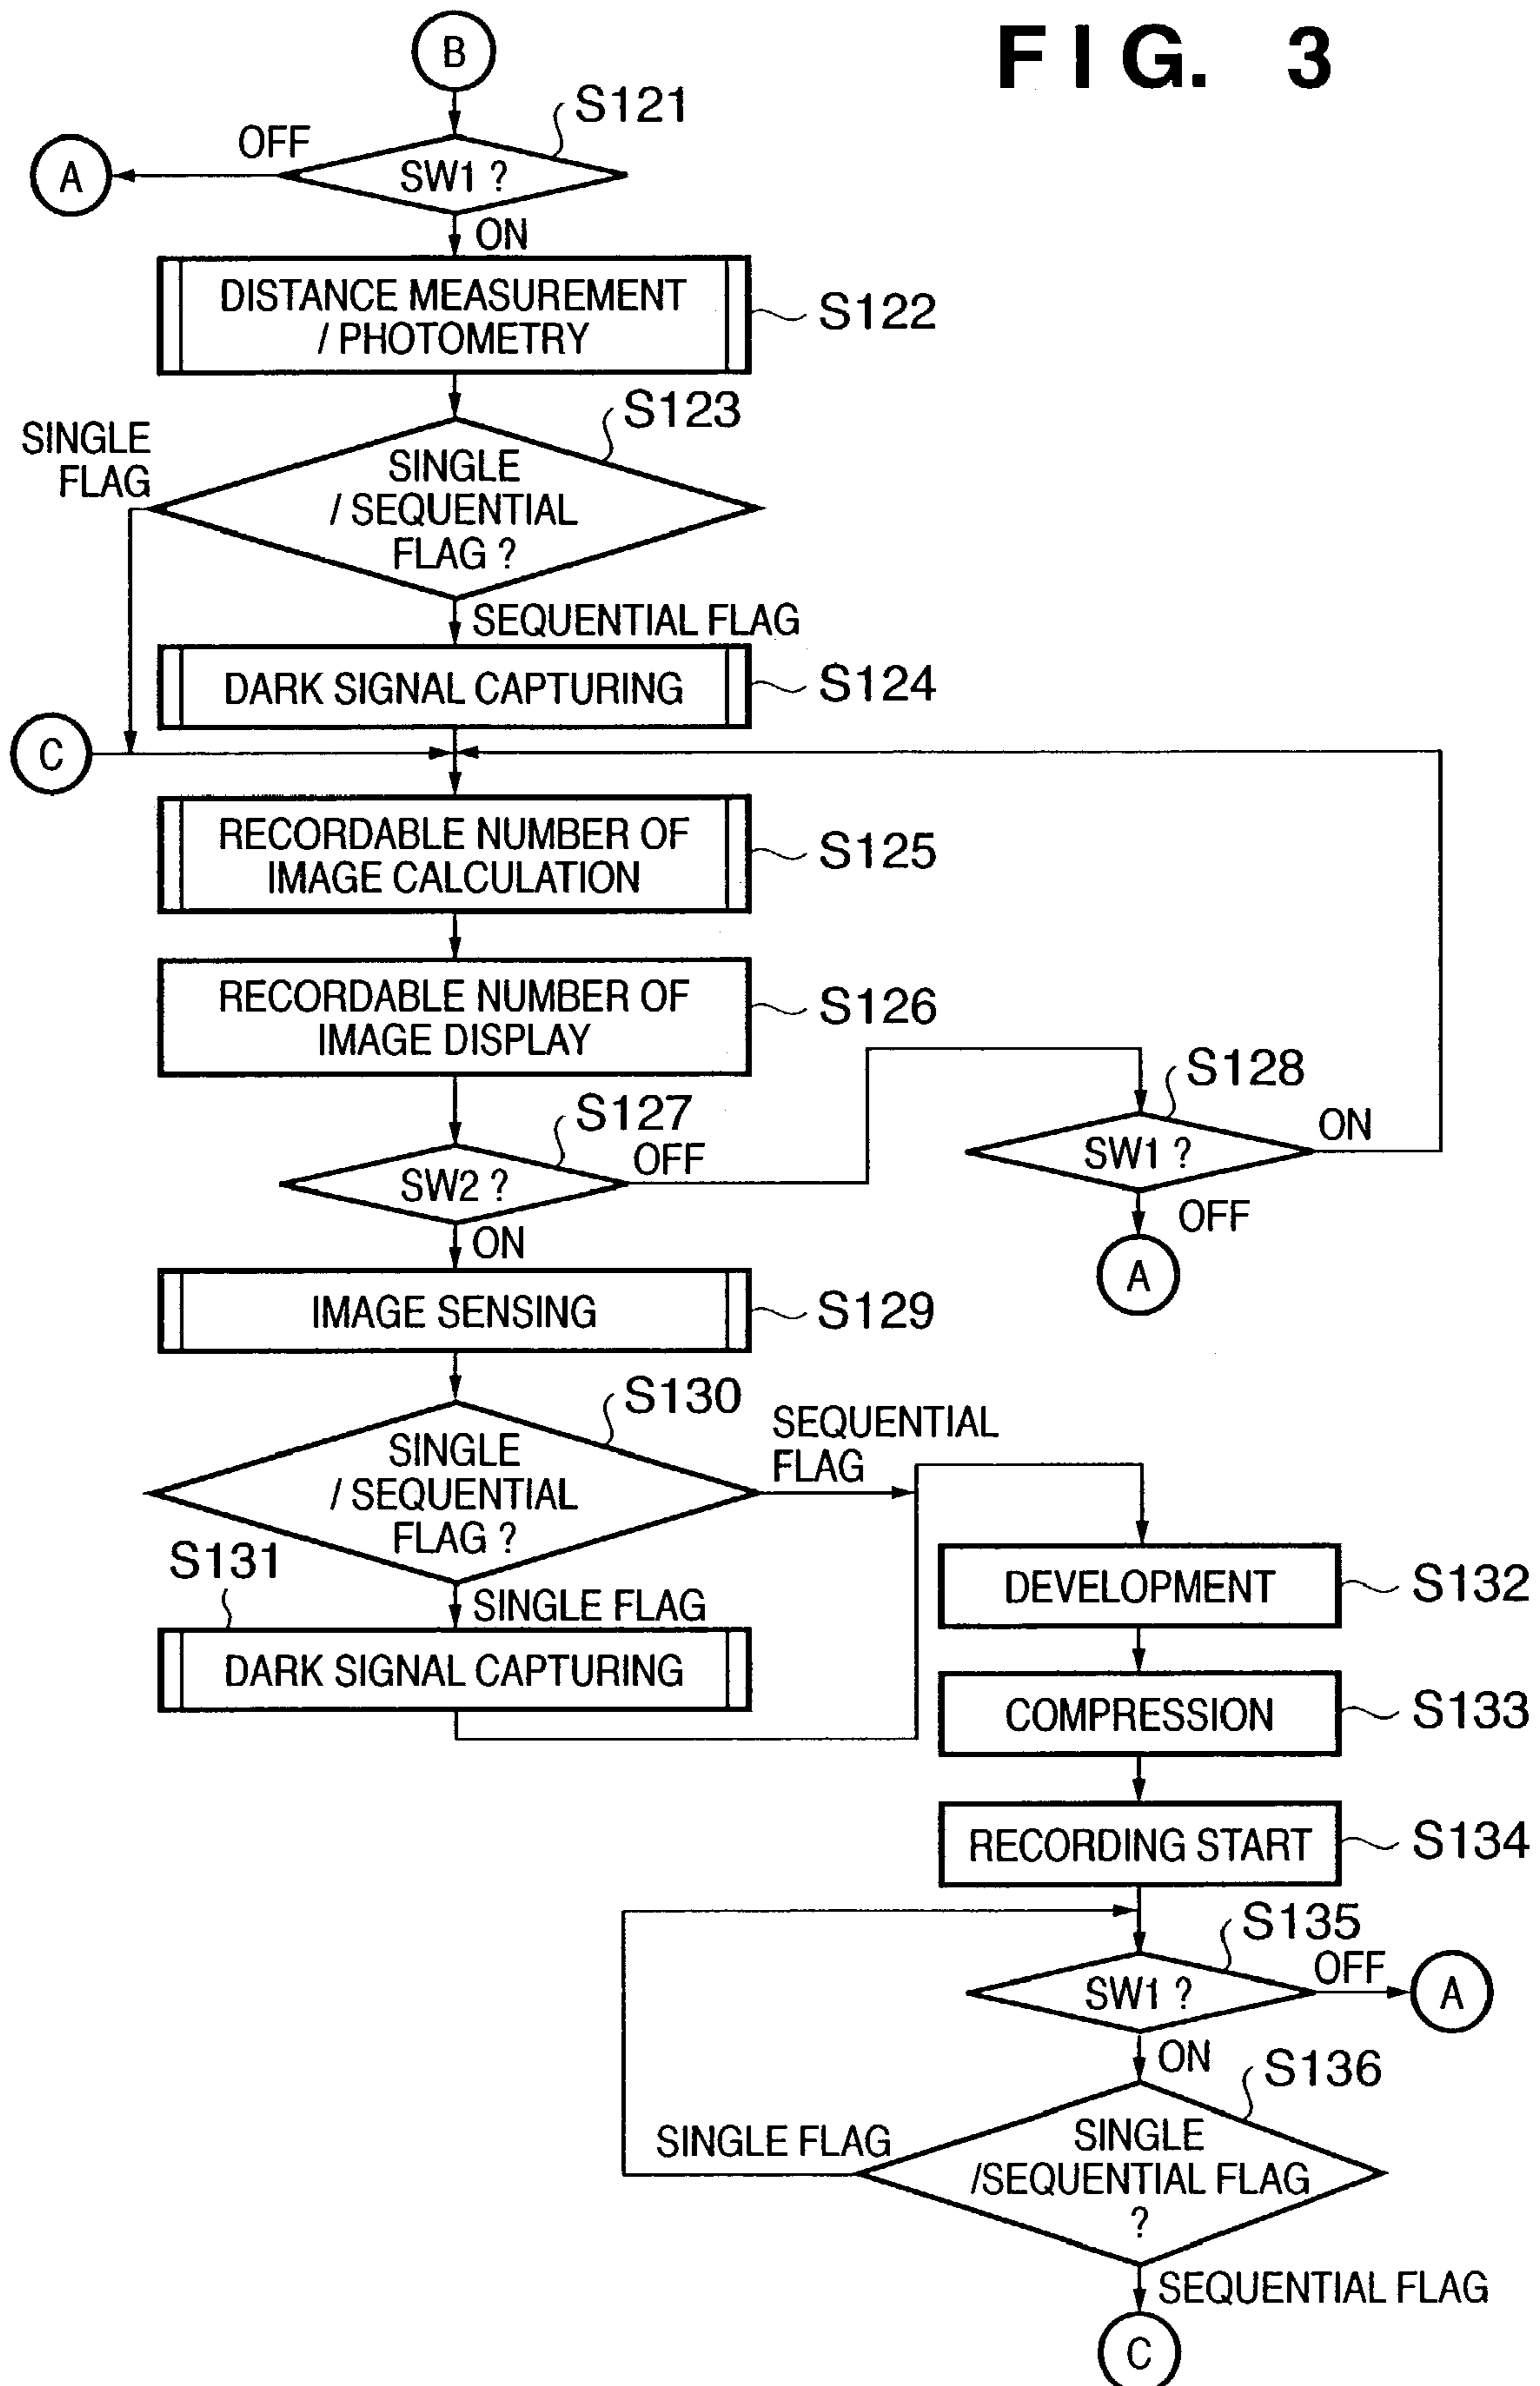 FIG. 3
B
S121
OFF
A
SW1 ?
ON
DISTANCE MEASUREMENT
/ PHOTOMETRY
S122
S123
SINGLE
FLAG
SINGLE
/ SEQUENTIAL
FLAG ?
SEQUENTIAL FLAG
DARK SIGNAL CAPTURING
S124
C
RECORDABLE NUMBER OF
IMAGE CALCULATION
S125
RECORDABLE NUMBER OF
IMAGE DISPLAY
S126
S127
SW2 ?
OFF
ON
S128
SW1 ?
ON
OFF
A
IMAGE SENSING
S129
S130
SINGLE
/ SEQUENTIAL
FLAG ?
SEQUENTIAL
FLAG
S131
SINGLE FLAG
DARK SIGNAL CAPTURING
DEVELOPMENT
S132
COMPRESSION
S133
RECORDING START
S134
S135
SW1 ?
OFF
A
ON
S136
SINGLE FLAG
SINGLE
/SEQUENTIAL FLAG
?
SEQUENTIAL FLAG
C